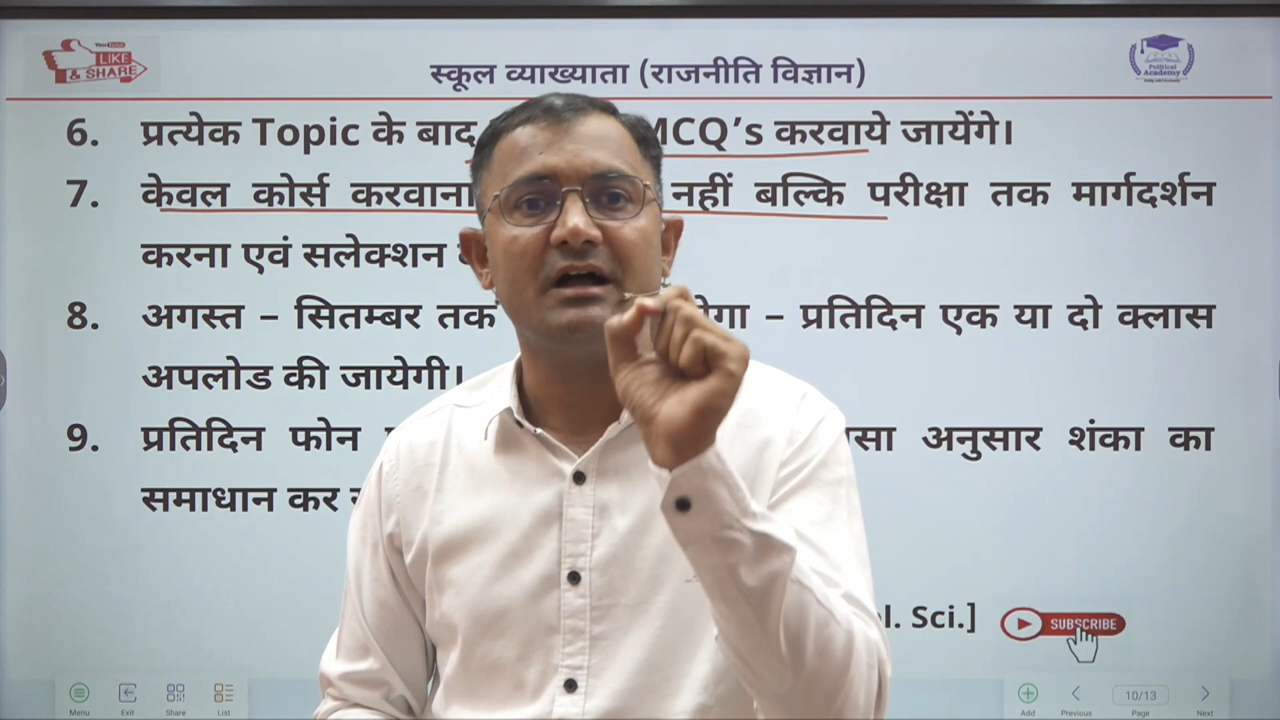 LIKE
& SHARE
स्कूल व्याख्याता (राजनीति विज्ञान)
Political
Academy
6. प्रत्येक Topic के बाद MCQ’s करवाये जायेंगे।
7. केवल कोर्स करवाना नहीं बल्कि परीक्षा तक मार्गदर्शन
करना एवं सलेक्शन
8. अगस्त – सितम्बर तक – प्रतिदिन एक या दो क्लास
अपलोड की जायेगी।
9. प्रतिदिन फोन अनुसार शंका का
समाधान कर
Sci.]
SUBSCRIBE
Menu Exit Share List
10/13
Add Previous Page Next